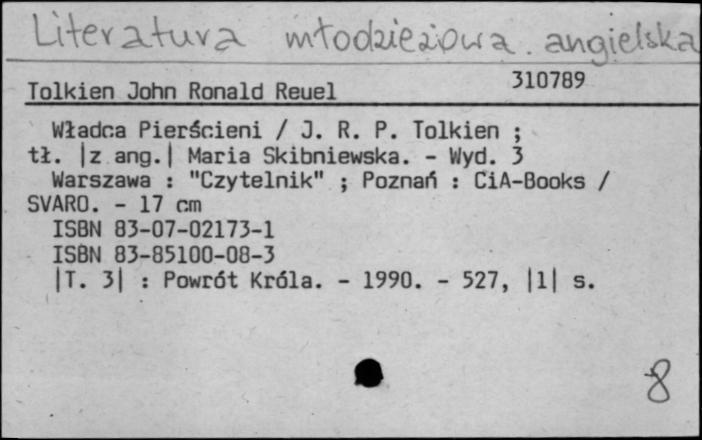 Literatura młodzieżowa angielska
310789
Tolkien John Ronald Reuel
Władca Pierścieni / J. R. P. Tolkien ;
tł. |z ang.| Maria Skibniewska. - Wyd. 3
Warszawa : "Czytelnik" ; Poznań : CiA-Books /
SVARO. - 17 cm
ISBN 83-07-02173-1
ISBN 83-85100-08-3
|T. 3| : Powrót Króla. - 1990. - 527, |1| s.
8